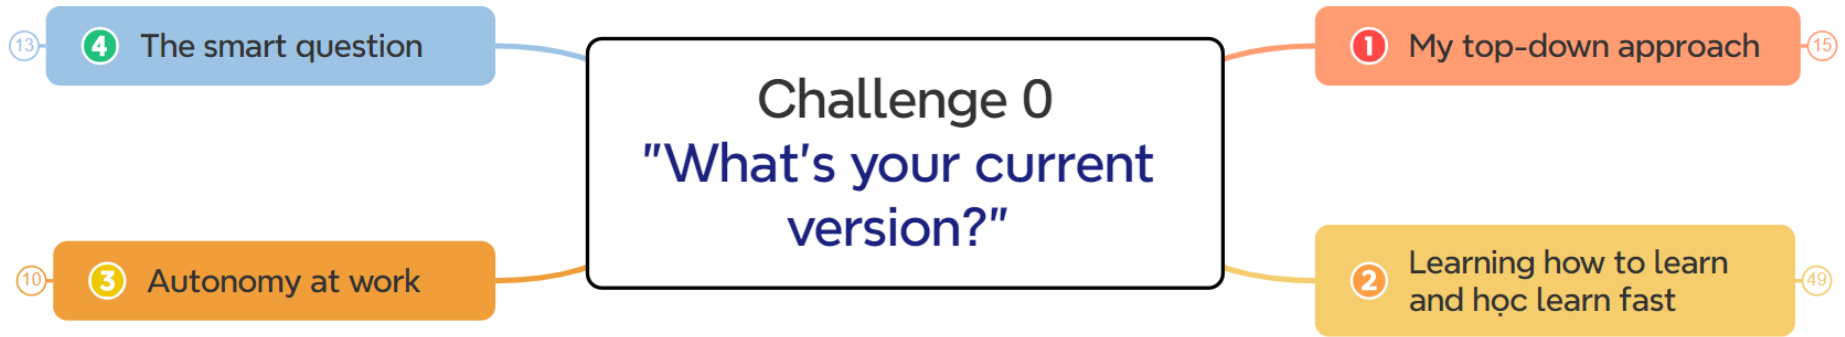 Challenge 0
"What's your current
version?"
1 My top-down approach
15
2 Learning how to learn
and học learn fast
49
3 Autonomy at work
10
4 The smart question
13